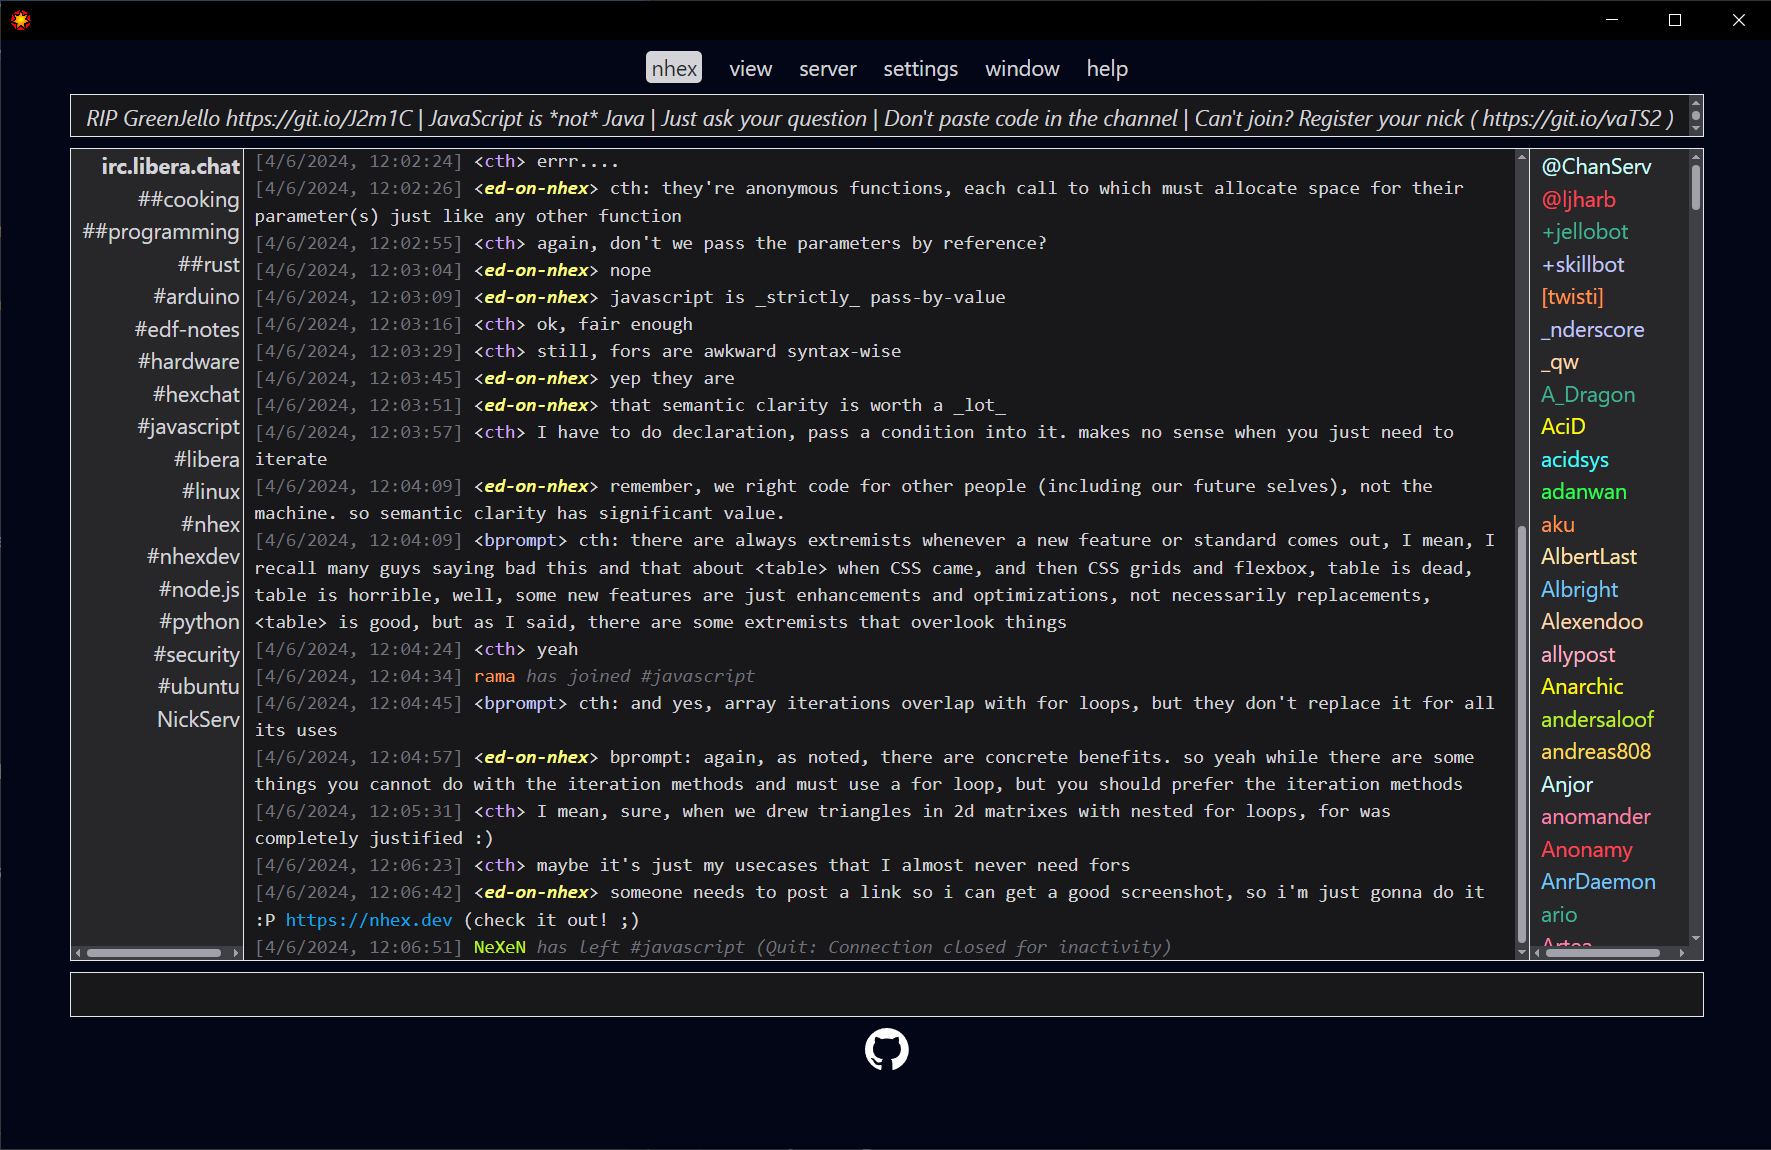 nhex view server settings window help
RIP GreenJello https://git.io/J2m1C | JavaScript is *not* Java | Just ask your question | Don't paste code in the channel | Can't join? Register your nick ( https://git.io/vaTS2 )
irc.libera.chat
##cooking
##programming
##rust
#arduino
#edf-notes
#hardware
#hexchat
#javascript
#libera
#linux
#nhex
#nhexdev
#node.js
#python
#security
#ubuntu
NickServ
[4/6/2024, 12:02:24] <cth> errr....
[4/6/2024, 12:02:26] <ed-on-nhex> cth: they're anonymous functions, each call to which must allocate space for their
parameter(s) just like any other function
[4/6/2024, 12:02:55] <cth> again, don't we pass the parameters by reference?
[4/6/2024, 12:03:04] <ed-on-nhex> nope
[4/6/2024, 12:03:09] <ed-on-nhex> javascript is _strictly_ pass-by-value
[4/6/2024, 12:03:16] <cth> ok, fair enough
[4/6/2024, 12:03:29] <cth> still, fors are awkward syntax-wise
[4/6/2024, 12:03:45] <ed-on-nhex> yep they are
[4/6/2024, 12:03:51] <ed-on-nhex> that semantic clarity is worth a _lot_
[4/6/2024, 12:03:57] <cth> I have to do declaration, pass a condition into it. makes no sense when you just need to
iterate
[4/6/2024, 12:04:09] <ed-on-nhex> remember, we right code for other people (including our future selves), not the
machine. so semantic clarity has significant value.
[4/6/2024, 12:04:09] <bprompt> cth: there are always extremists whenever a new feature or standard comes out, I mean, I
recall many guys saying bad this and that about <table> when CSS came, and then CSS grids and flexbox, table is dead,
table is horrible, well, some new features are just enhancements and optimizations, not necessarily replacements,
<table> is good, but as I said, there are some extremists that overlook things
[4/6/2024, 12:04:24] <cth> yeah
[4/6/2024, 12:04:34] rama has joined #javascript
[4/6/2024, 12:04:45] <bprompt> cth: and yes, array iterations overlap with for loops, but they don't replace it for all
its uses
[4/6/2024, 12:04:57] <ed-on-nhex> bprompt: again, as noted, there are concrete benefits. so yeah while there are some
things you cannot do with the iteration methods and must use a for loop, but you should prefer the iteration methods
[4/6/2024, 12:05:31] <cth> I mean, sure, when we drew triangles in 2d matrixes with nested for loops, for was
completely justified :)
[4/6/2024, 12:06:23] <cth> maybe it's just my usecases that I almost never need fors
[4/6/2024, 12:06:42] <ed-on-nhex> someone needs to post a link so i can get a good screenshot, so i'm just gonna do it
:P https://nhex.dev (check it out! ;)
[4/6/2024, 12:06:51] NeXeN has left #javascript (Quit: Connection closed for inactivity)
@ChanServ
@ljharb
+jellobot
+skillbot
[twisti]
_nderscore
_qw
A_Dragon
AciD
acidsys
adanwan
aku
AlbertLast
Albright
Alexendoo
allypost
Anarchic
andersaloof
andreas808
Anjor
anomander
Anonamy
AnrDaemon
ario